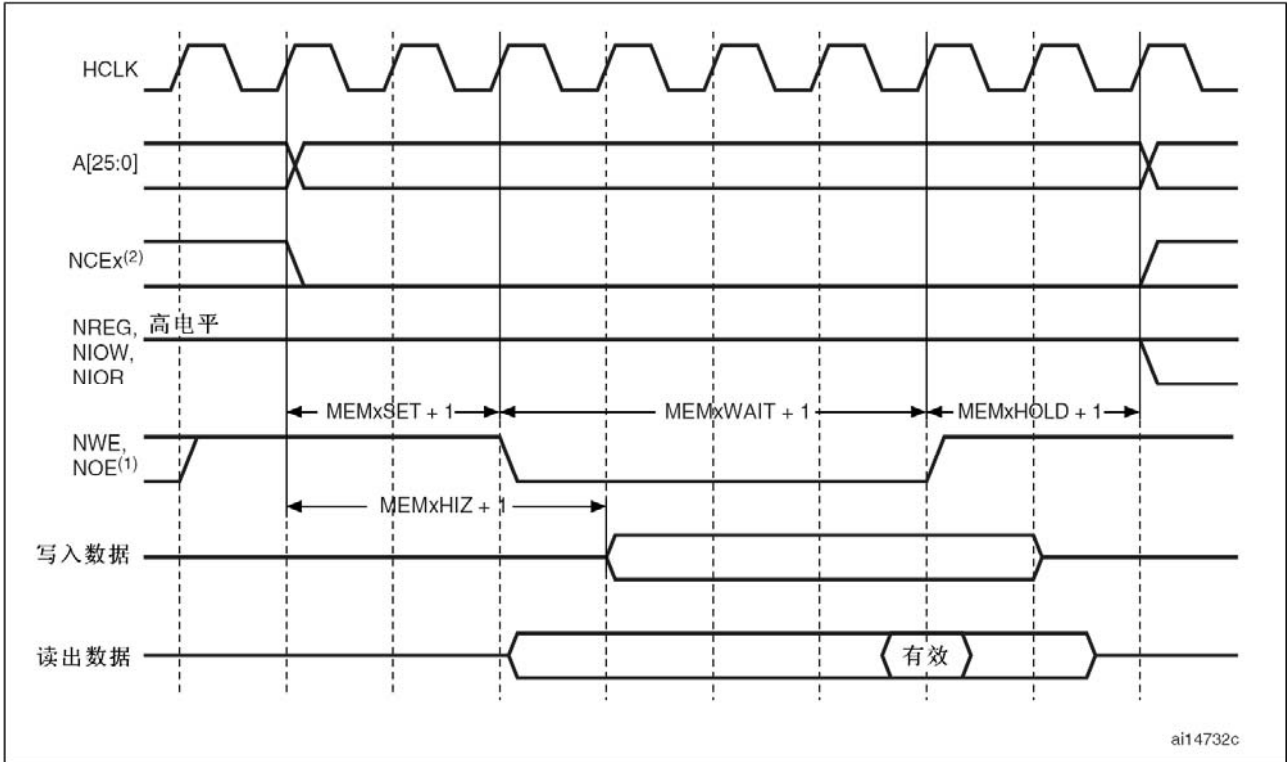 HCLK
A[25:0]
NCEx(2)
NREG, 高电平
NIOW,
NIOR
MEMxSET + 1 MEMxWAIT + 1 MEMxHOLD + 1
NWE,
NOE(1)
MEMxHIZ + 1
写入数据
读出数据 有效
ai14732c